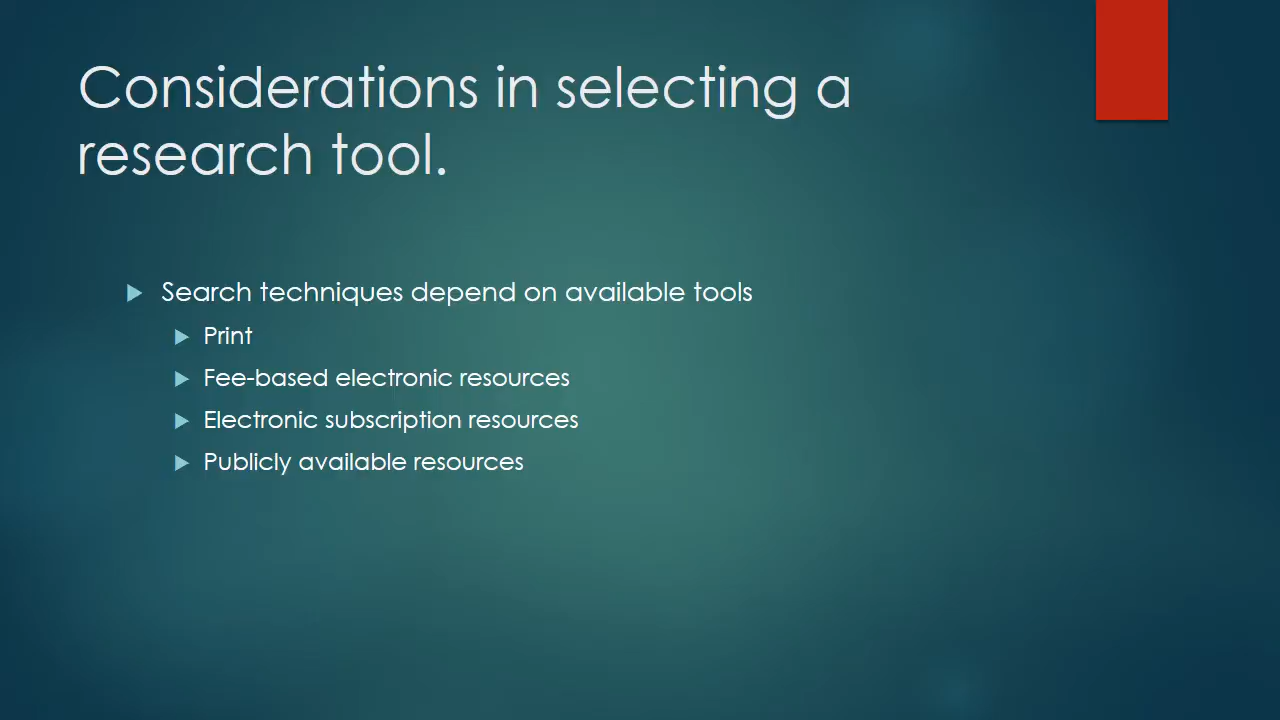 Considerations in selecting a
research tool.
Search techniques depend on available tools
Print
Fee-based electronic resources
Electronic subscription resources
Publicly available resources